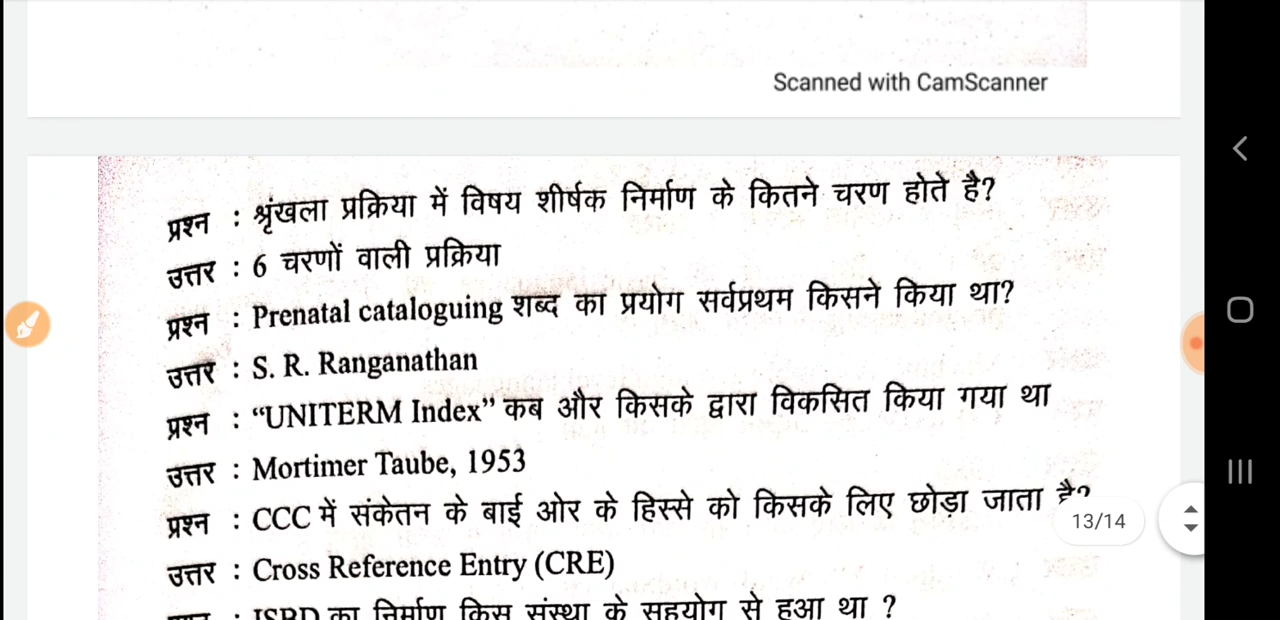 Scanned with CamScanner
प्रश्न : श्रृंखला प्रक्रिया में विषय शीर्षक निर्माण के कितने चरण होते है?
उत्तर : 6 चरणों वाली प्रक्रिया
प्रश्न : Prenatal cataloguing शब्द का प्रयोग सर्वप्रथम किसने किया था?
उत्तर : S. R. Ranganathan
प्रश्न : “UNITERM Index” कब और किसके द्वारा विकसित किया गया था
उत्तर : Mortimer Taube, 1953
प्रश्न : CCC में संकेतन के बाई ओर के हिस्से को किसके लिए छोड़ा जाता है?
13/14
उत्तर : Cross Reference Entry (CRE)
: ISBD का निर्माण किस संस्था के सहयोग से हुआ था ?